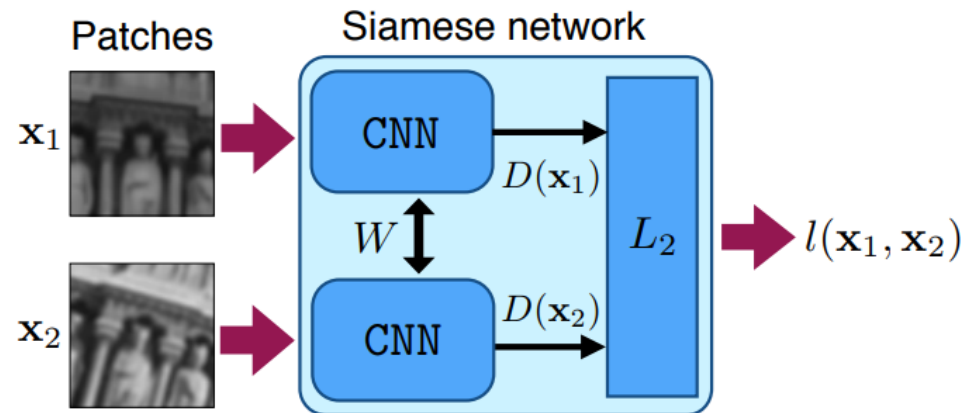 Patches
Siamese network
x₁
CNN
D(x₁)
W
L₂
l(x₁, x₂)
x₂
CNN
D(x₂)